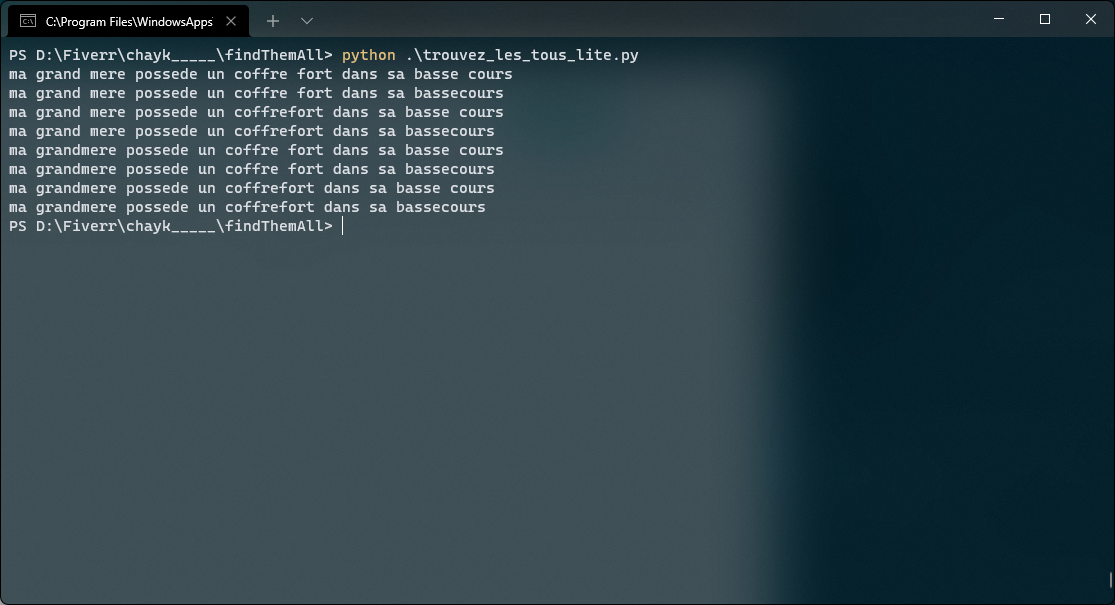 C:\Program Files\WindowsApps
PS D:\Fiverr\chayk_____\findThemAll> python .\trouvez_les_tous_lite.py
ma grand mere possede un coffre fort dans sa basse cours
ma grand mere possede un coffre fort dans sa bassecours
ma grand mere possede un coffrefort dans sa basse cours
ma grand mere possede un coffrefort dans sa bassecours
ma grandmere possede un coffre fort dans sa basse cours
ma grandmere possede un coffre fort dans sa bassecours
ma grandmere possede un coffrefort dans sa basse cours
ma grandmere possede un coffrefort dans sa bassecours
PS D:\Fiverr\chayk_____\findThemAll>